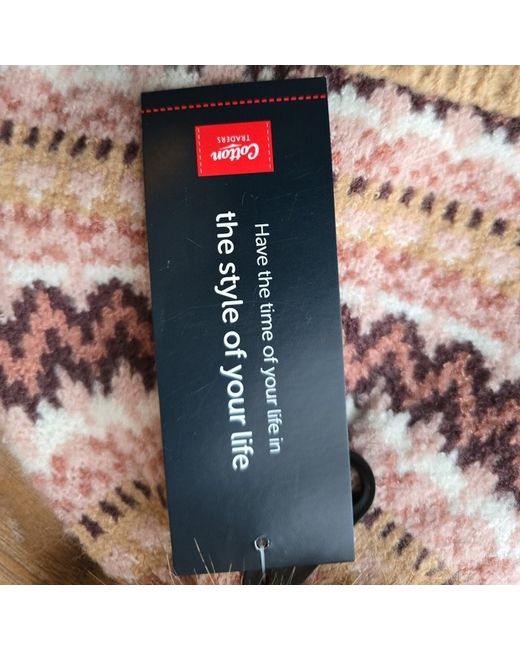 Cotton
TRADERS
Have the time of your life in
the style of your life